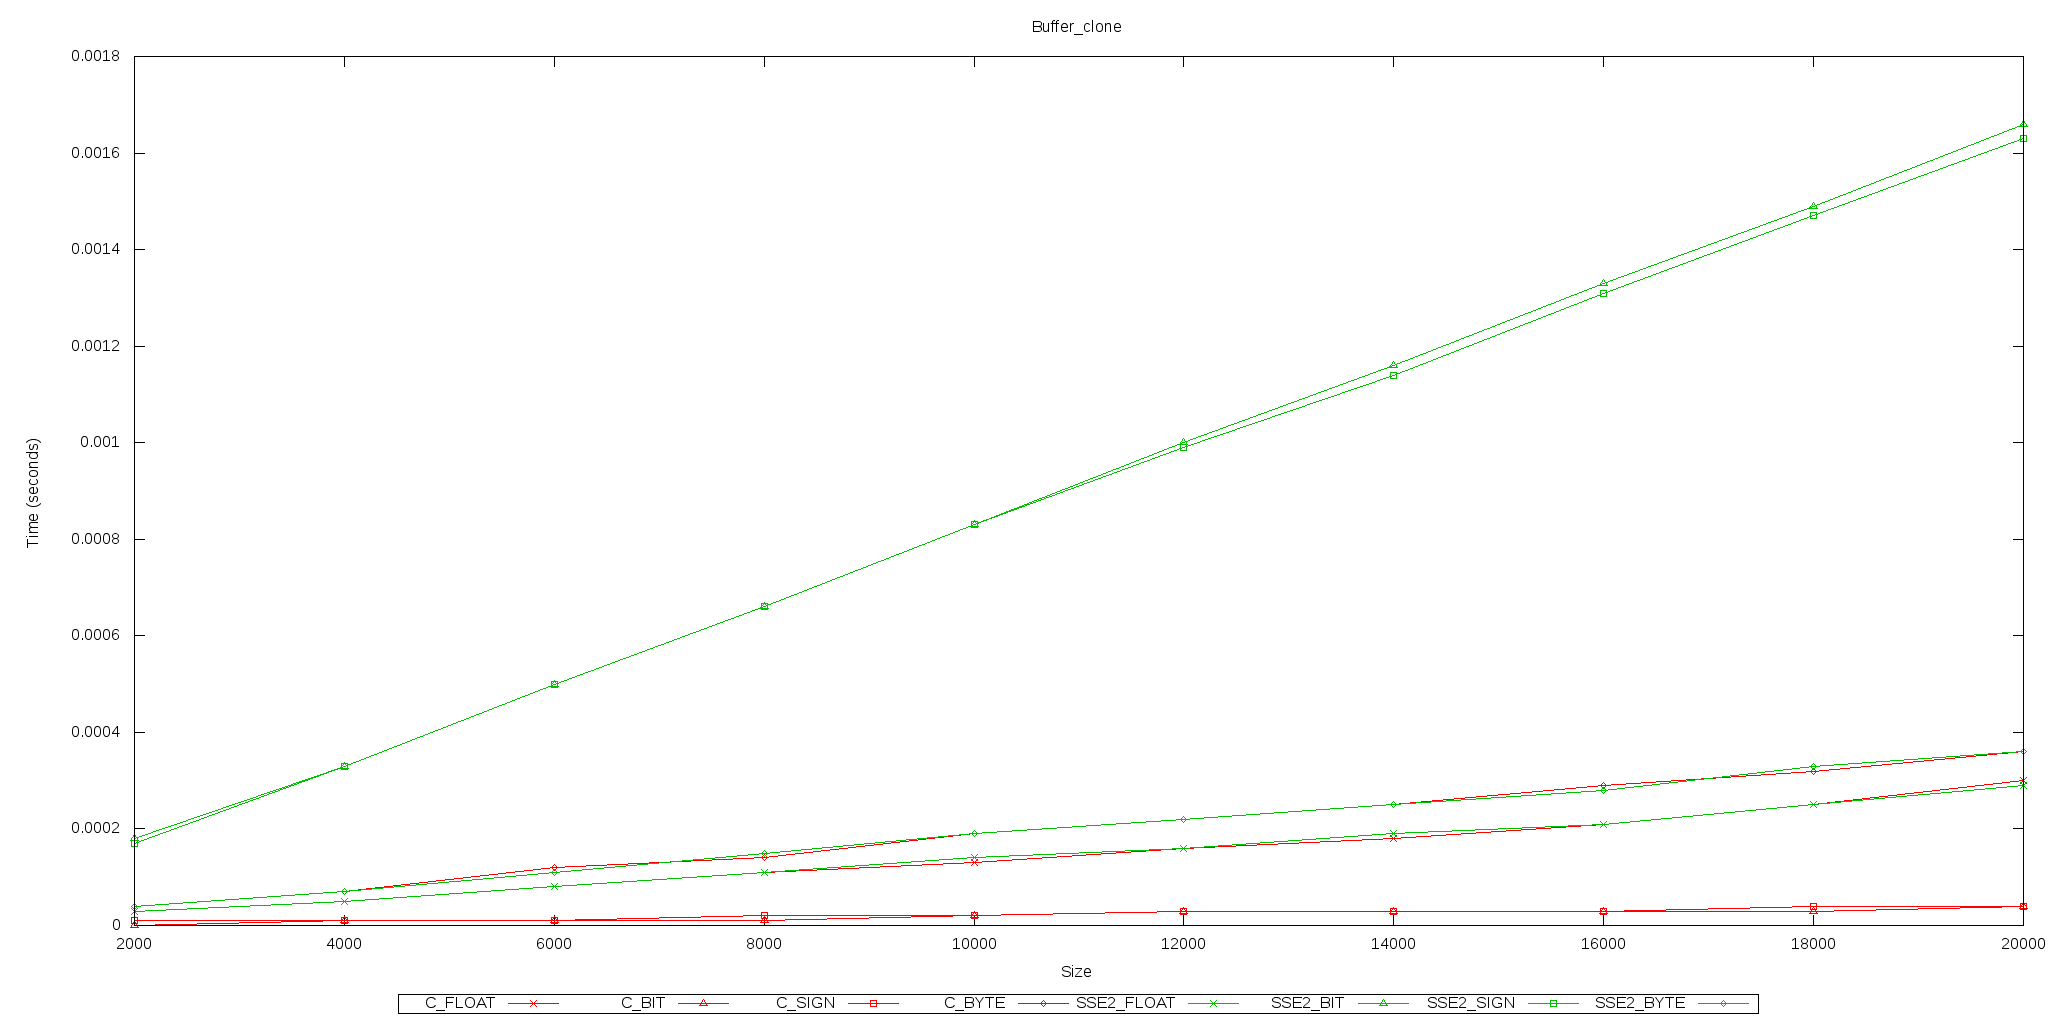 Buffer_clone
0.0018
0.0016
0.0014
0.0012
0.001
0.0008
0.0006
0.0004
0.0002
0
Time (seconds)
2000 4000 6000 8000 10000 12000 14000 16000 18000 20000
Size
C_FLOAT C_BIT C_SIGN C_BYTE SSE2_FLOAT SSE2_BIT SSE2_SIGN SSE2_BYTE